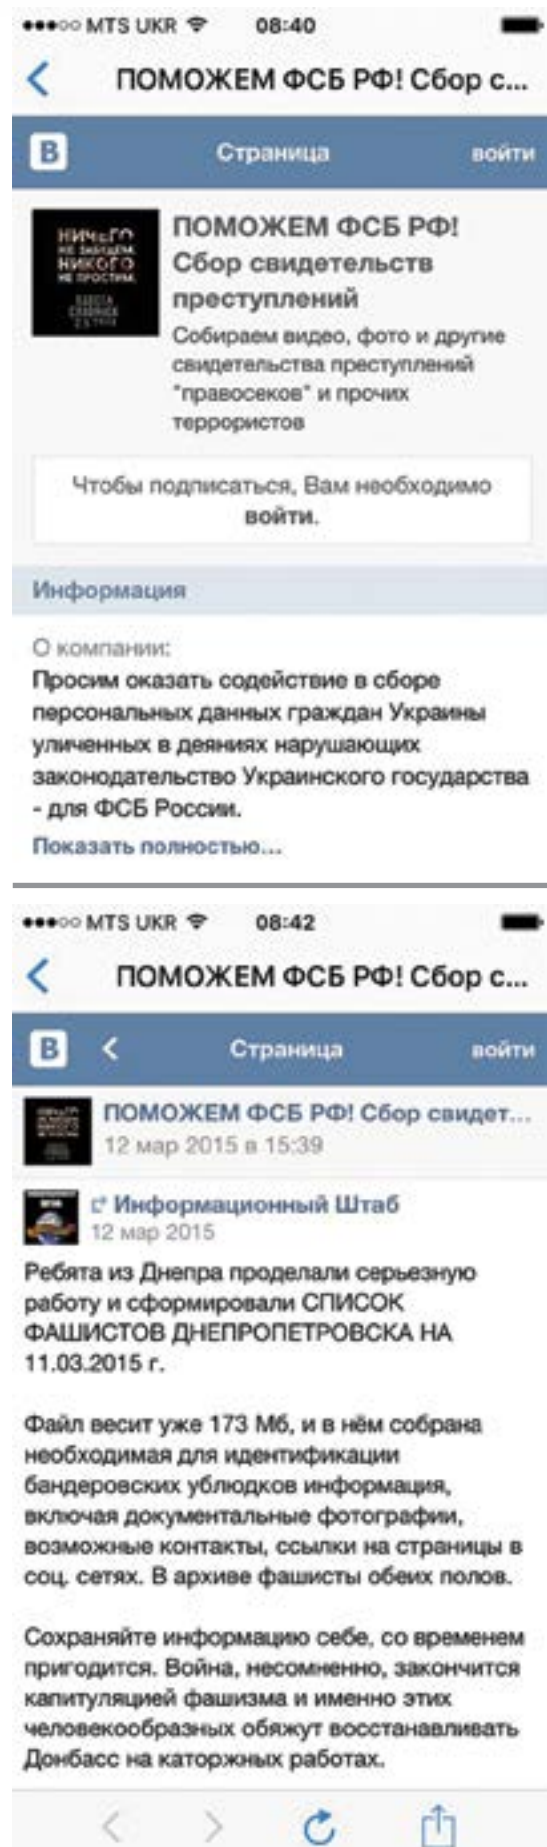 MTS UKR 08:40
ПОМОЖЕМ ФСБ РФ! Сбор с...
B Страница войти
НИЧЕГО
НЕ ЗАБУДЕМ
НИКОГО
НЕ ПРОСТИМ
ПОМОЖЕМ ФСБ РФ!
Сбор свидетельств
преступлений
Собираем видео, фото и другие
свидетельства преступлений
"правосеков" и прочих
террористов
Чтобы подписаться, Вам необходимо
войти.
Информация
О компании:
Просим оказать содействие в сборе
персональных данных граждан Украины
уличенных в деяниях нарушающих
законодательство Украинского государства
- для ФСБ России.
Показать полностью...
MTS UKR 08:42
ПОМОЖЕМ ФСБ РФ! Сбор с...
B Страница войти
ПОМОЖЕМ ФСБ РФ! Сбор свидет...
12 мар 2015 в 15:39
Информационный Штаб
12 мар 2015
Ребята из Днепра проделали серьезную
работу и сформировали СПИСОК
ФАШИСТОВ ДНЕПРОПЕТРОВСКА НА
11.03.2015 г.
Файл весит уже 173 Мб, и в нём собрана
необходимая для идентификации
бандеровских ублюдков информация,
включая документальные фотографии,
возможные контакты, ссылки на страницы в
соц. сетях. В архиве фашисты обеих полов.
Сохраняйте информацию себе, со временем
пригодится. Война, несомненно, закончится
капитуляцией фашизма и именно этих
человекообразных обяжут восстанавливать
Донбасс на каторжных работах.